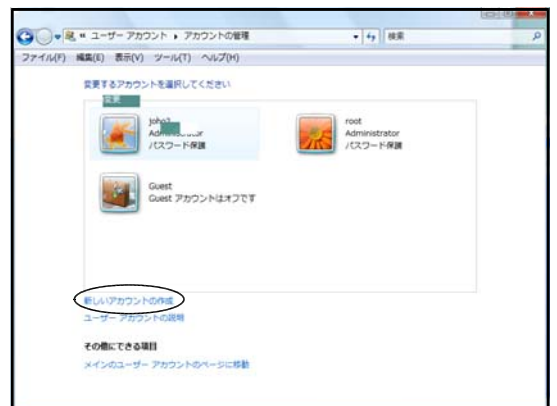 ユーザー アカウント ▸ アカウントの管理
検索
ファイル(F) 編集(E) 表示(V) ツール(T) ヘルプ(H)
変更するアカウントを選択してください
変更
パスワード保護
root
Administrator
パスワード保護
Guest
Guest アカウントはオフです
新しいアカウントの作成
ユーザー アカウントの説明
その他にできる項目
メインのユーザー アカウントのページに移動